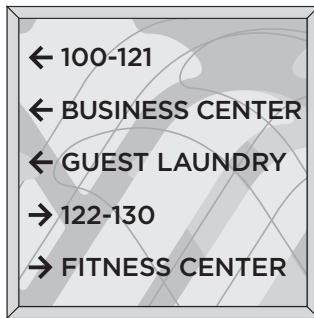 ← 100-121
← BUSINESS CENTER
← GUEST LAUNDRY
→ 122-130
→ FITNESS CENTER